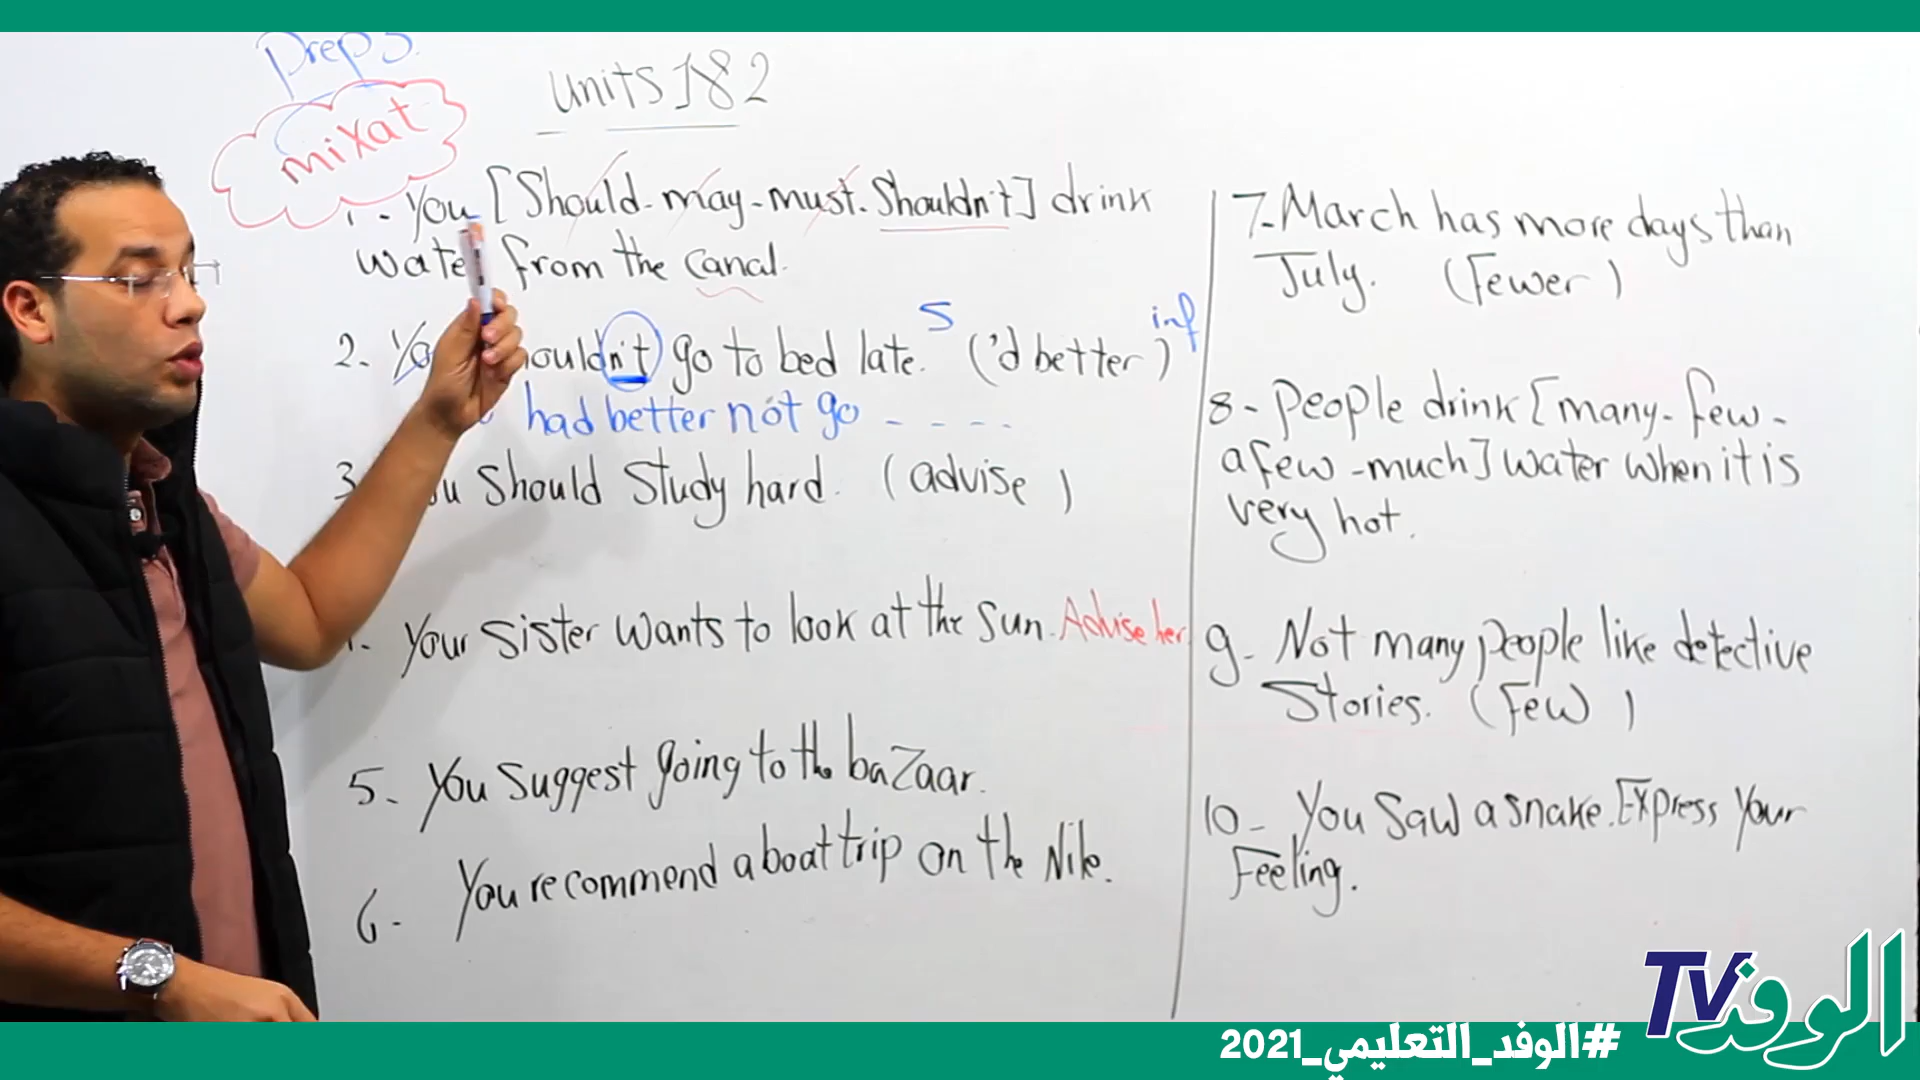 Prep 3.
mixat
Units 1 & 2
1 - You [Should - may - must - Shouldn't] drink
water from the canal.
2. You shouldn't go to bed late. ('d better)
S
inf
had better not go - - - -
3 You should study hard. (advise)
Your sister wants to look at the sun. Advise her
5. You suggest going to the bazaar.
6. You recommend a boat trip on the Nile.
7. March has more days than
July. (Fewer)
8 - People drink [many - few -
a few - much] water when it is
very hot.
9 - Not many people like detective
Stories. (Few)
10 - You saw a snake. Express your
Feeling.
الوفد TV
#الوفد_التعليمي_2021